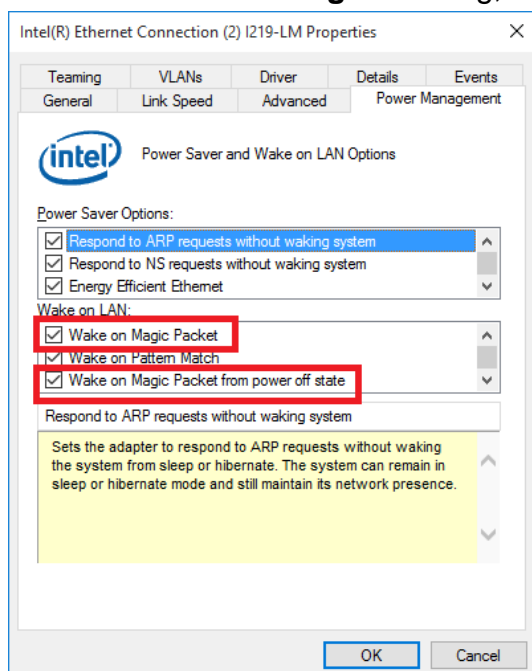 Intel(R) Ethernet Connection (2) I219-LM Properties
Teaming VLANs Driver Details Events
General Link Speed Advanced Power Management
intel Power Saver and Wake on LAN Options
Power Saver Options:
Respond to ARP requests without waking system
Respond to NS requests without waking system
Energy Efficient Ethernet
Wake on LAN:
Wake on Magic Packet
Wake on Pattern Match
Wake on Magic Packet from power off state
Respond to ARP requests without waking system
Sets the adapter to respond to ARP requests without waking
the system from sleep or hibernate. The system can remain in
sleep or hibernate mode and still maintain its network presence.
OK Cancel